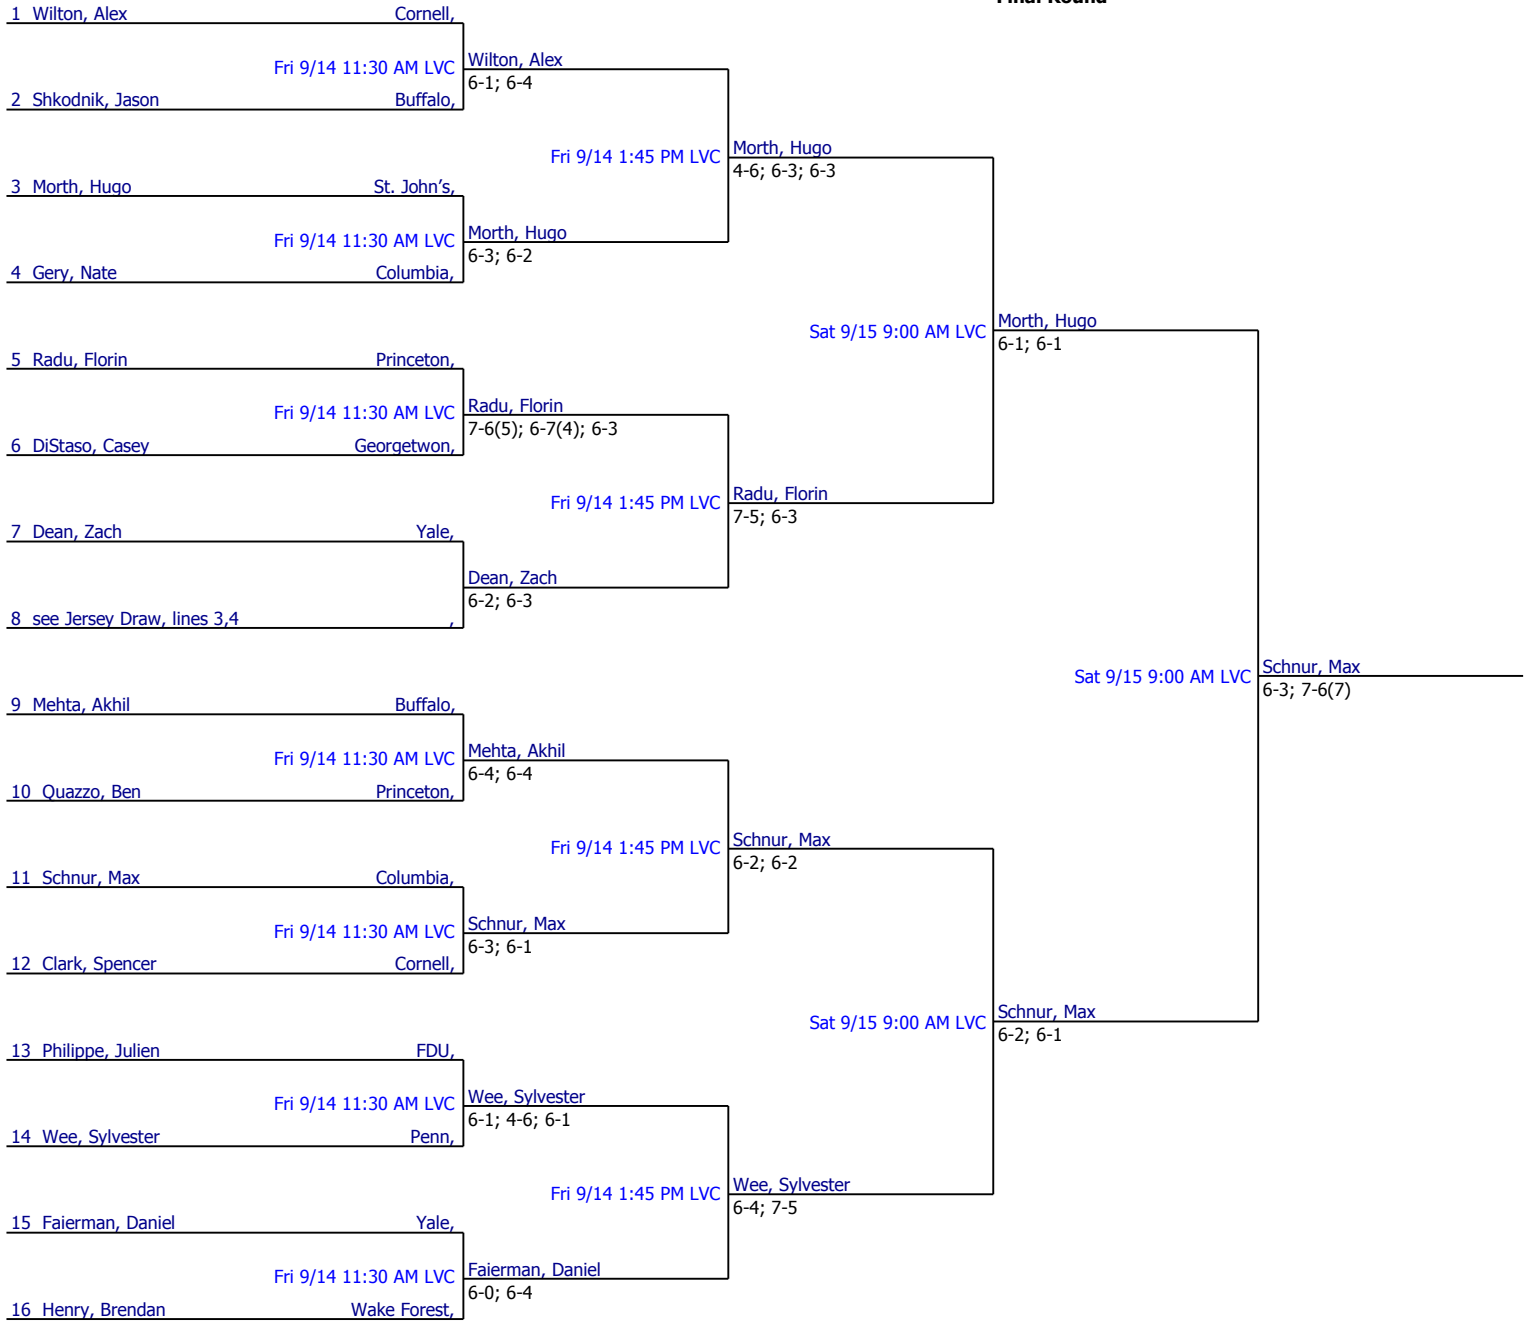 Final Round
1 Wilton, Alex Cornell,
Fri 9/14 11:30 AM LVC Wilton, Alex
6-1; 6-4
2 Shkodnik, Jason Buffalo,
Fri 9/14 1:45 PM LVC Morth, Hugo
4-6; 6-3; 6-3
3 Morth, Hugo St. John’s,
Fri 9/14 11:30 AM LVC Morth, Hugo
6-3; 6-2
4 Gery, Nate Columbia,
Sat 9/15 9:00 AM LVC Morth, Hugo
6-1; 6-1
5 Radu, Florin Princeton,
Fri 9/14 11:30 AM LVC Radu, Florin
7-6(5); 6-7(4); 6-3
6 DiStaso, Casey Georgetwon,
Fri 9/14 1:45 PM LVC Radu, Florin
7-5; 6-3
7 Dean, Zach Yale,
Dean, Zach
6-2; 6-3
8 see Jersey Draw, lines 3,4 ,
Sat 9/15 9:00 AM LVC Schnur, Max
6-3; 7-6(7)
9 Mehta, Akhil Buffalo,
Fri 9/14 11:30 AM LVC Mehta, Akhil
6-4; 6-4
10 Quazzo, Ben Princeton,
Fri 9/14 1:45 PM LVC Schnur, Max
6-2; 6-2
11 Schnur, Max Columbia,
Fri 9/14 11:30 AM LVC Schnur, Max
6-3; 6-1
12 Clark, Spencer Cornell,
Sat 9/15 9:00 AM LVC Schnur, Max
6-2; 6-1
13 Philippe, Julien FDU,
Fri 9/14 11:30 AM LVC Wee, Sylvester
6-1; 4-6; 6-1
14 Wee, Sylvester Penn,
Fri 9/14 1:45 PM LVC Wee, Sylvester
6-4; 7-5
15 Faierman, Daniel Yale,
Fri 9/14 11:30 AM LVC Faierman, Daniel
6-0; 6-4
16 Henry, Brendan Wake Forest,